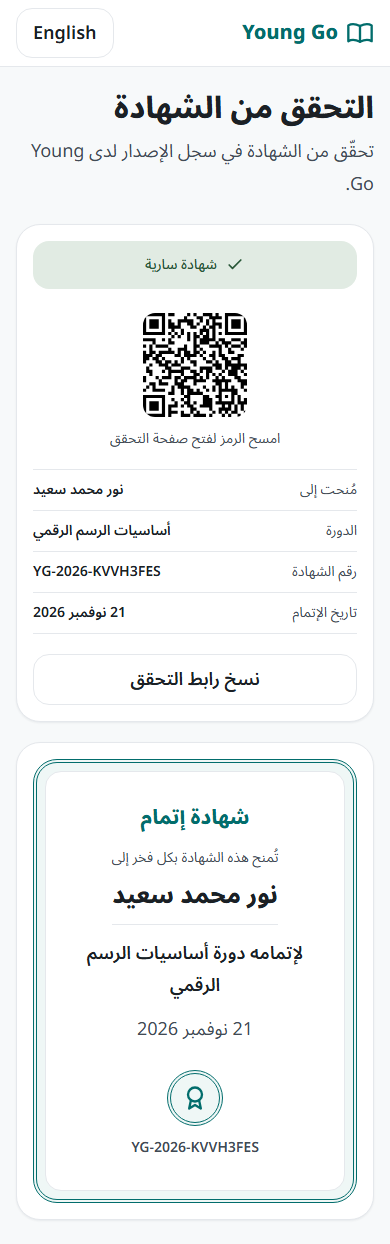 Young Go
English
التحقق من الشهادة
تحقّق من الشهادة في سجل الإصدار لدى Young
Go.
شهادة سارية
امسح الرمز لفتح صفحة التحقق
مُنحت إلى نور محمد سعيد
الدورة أساسيات الرسم الرقمي
رقم الشهادة YG-2026-KVVH3FES
تاريخ الإتمام 21 نوفمبر 2026
نسخ رابط التحقق
شهادة إتمام
تُمنح هذه الشهادة بكل فخر إلى
نور محمد سعيد
لإتمامه دورة أساسيات الرسم
الرقمي
21 نوفمبر 2026
YG-2026-KVVH3FES